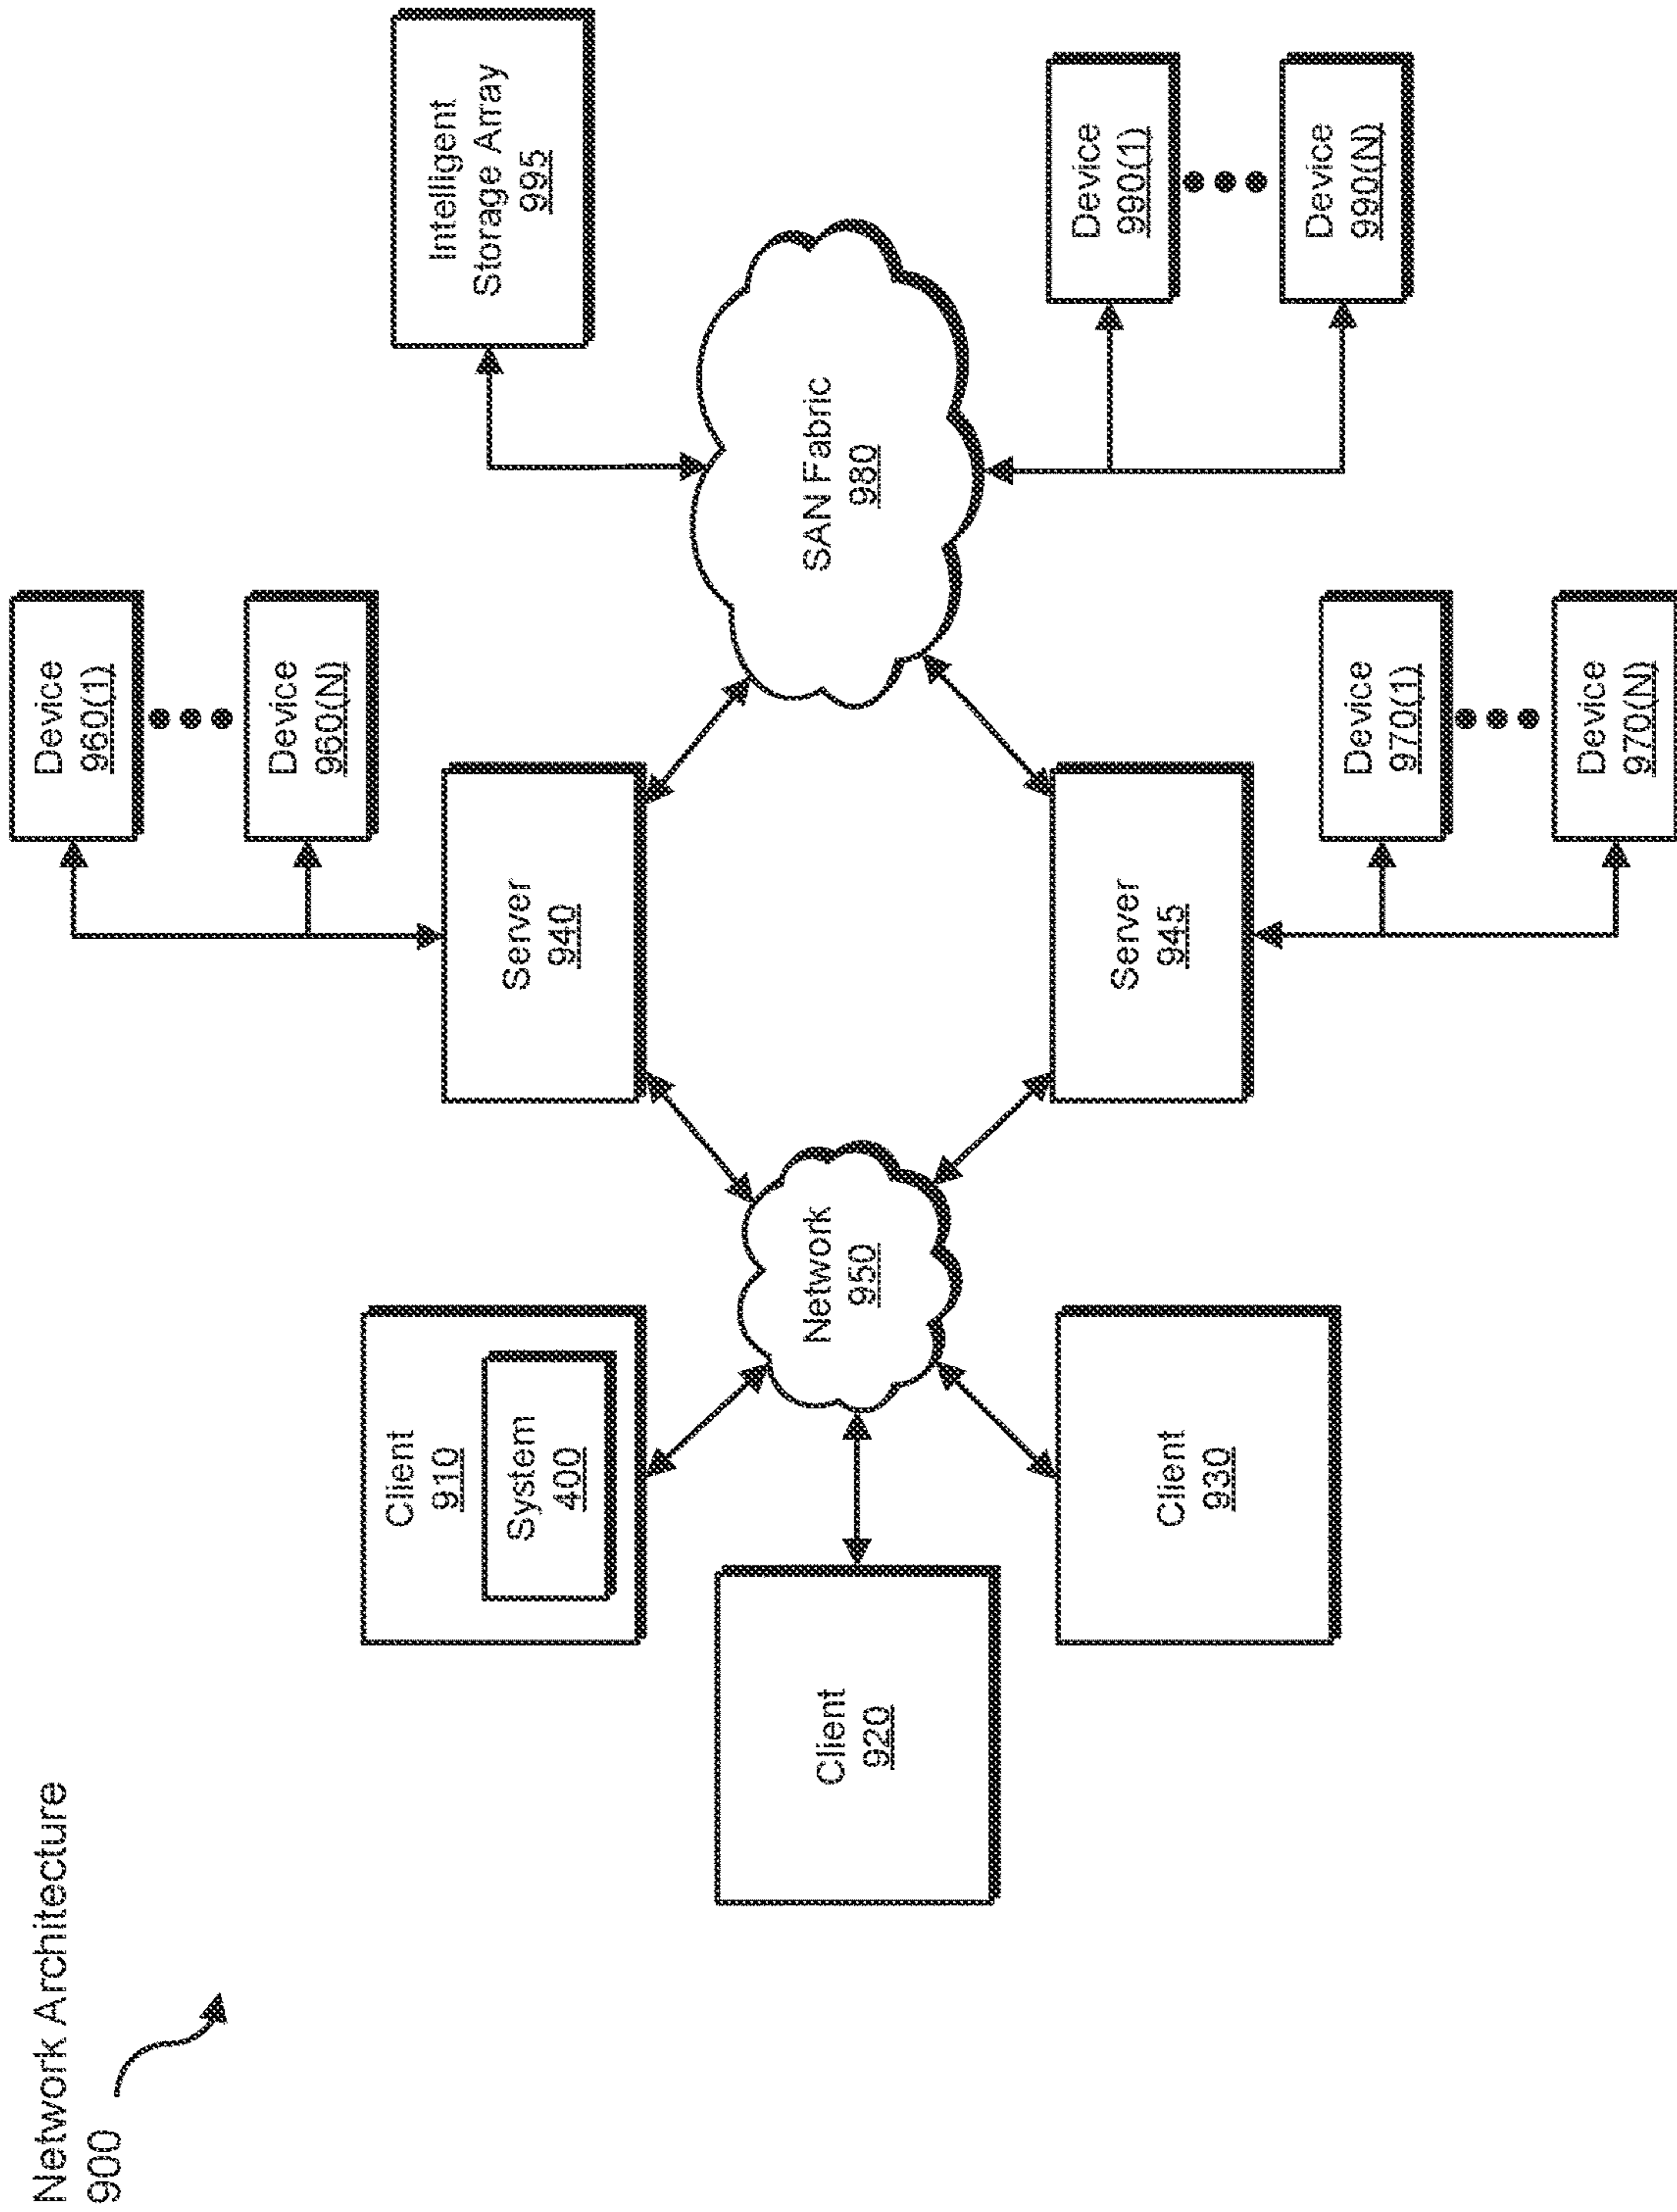 Network Architecture
900
Client
910
System
400
Client
920
Client
930
Network
950
Server
940
Server
945
Device
960(1)
Device
960(N)
Device
970(1)
Device
970(N)
SAN Fabric
980
Intelligent
Storage Array
995
Device
990(1)
Device
990(N)